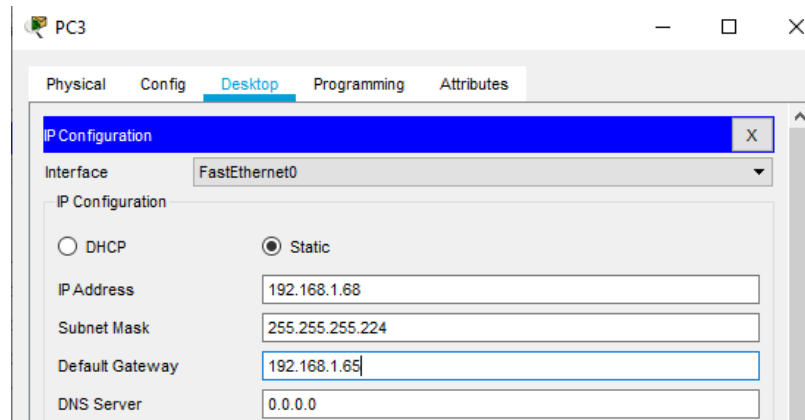 PC3
Physical Config Desktop Programming Attributes
IP Configuration X
Interface FastEthernet0
IP Configuration
DHCP Static
IP Address 192.168.1.68
Subnet Mask 255.255.255.224
Default Gateway 192.168.1.65
DNS Server 0.0.0.0